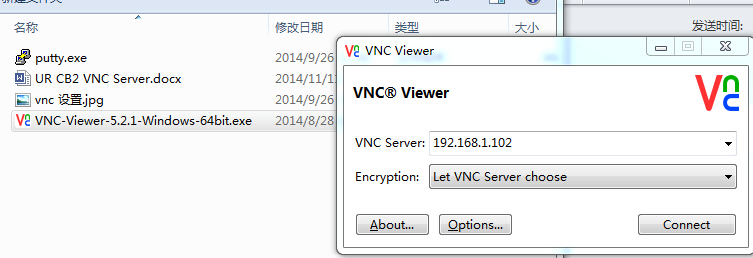 发送时间:
名称 修改日期 类型 大小
putty.exe 2014/9/26
UR CB2 VNC Server.docx 2014/11/1
vnc 设置.jpg 2014/9/26
VNC-Viewer-5.2.1-Windows-64bit.exe 2014/8/28
VNC Viewer
VNC® Viewer
VNC Server: 192.168.1.102
Encryption: Let VNC Server choose
About... Options... Connect